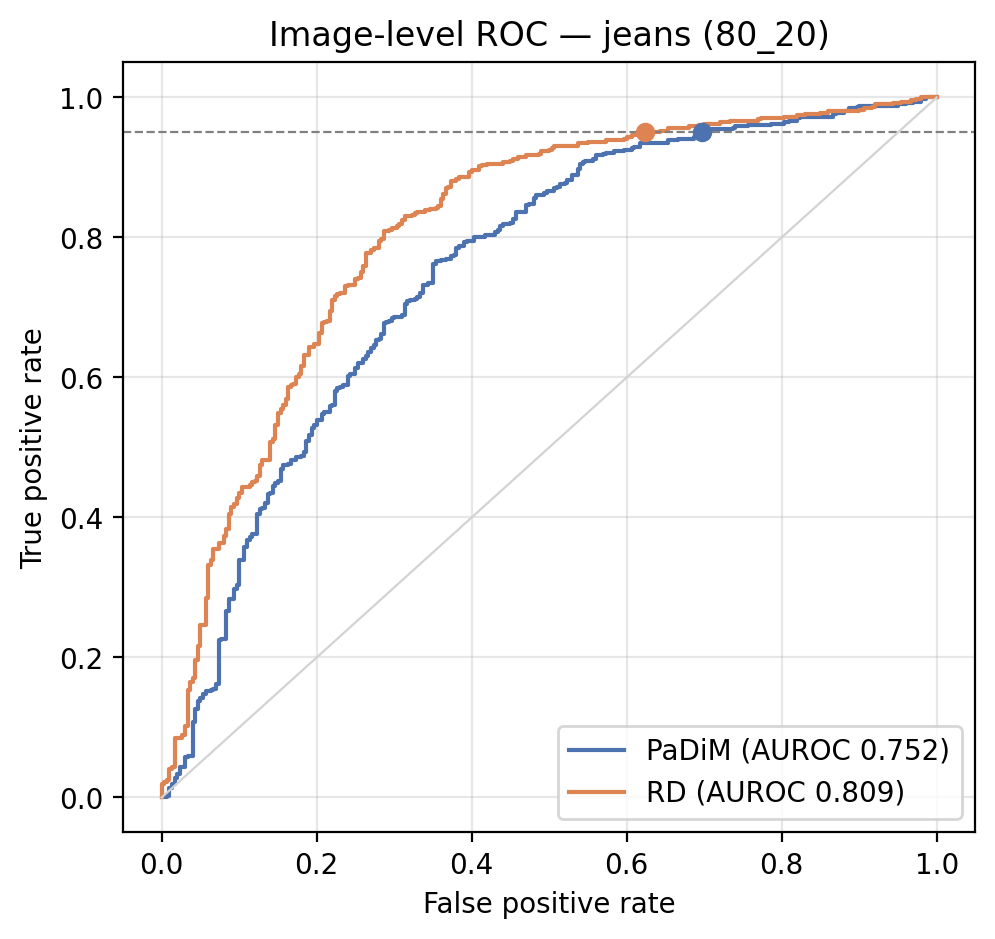 Image-level ROC — jeans (80_20)
True positive rate
1.0
0.8
0.6
0.4
0.2
0.0
PaDiM (AUROC 0.752)
RD (AUROC 0.809)
0.0 0.2 0.4 0.6 0.8 1.0
False positive rate